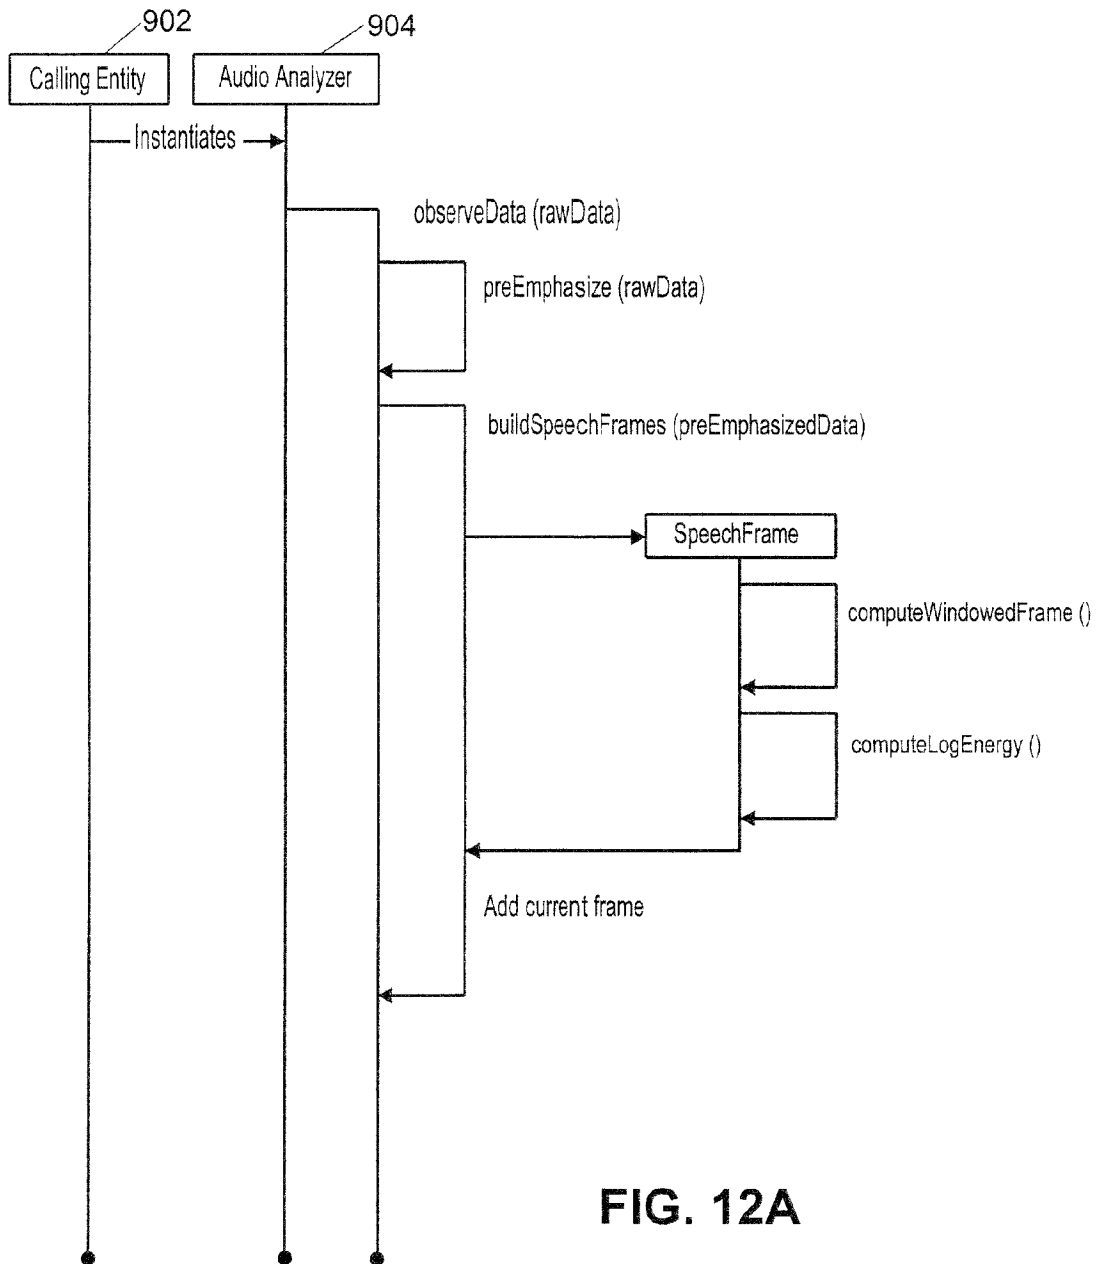 902
904
Calling Entity
Audio Analyzer
Instantiates
observeData (rawData)
preEmphasize (rawData)
buildSpeechFrames (preEmphasizedData)
SpeechFrame
computeWindowedFrame ()
computeLogEnergy ()
Add current frame
FIG. 12A